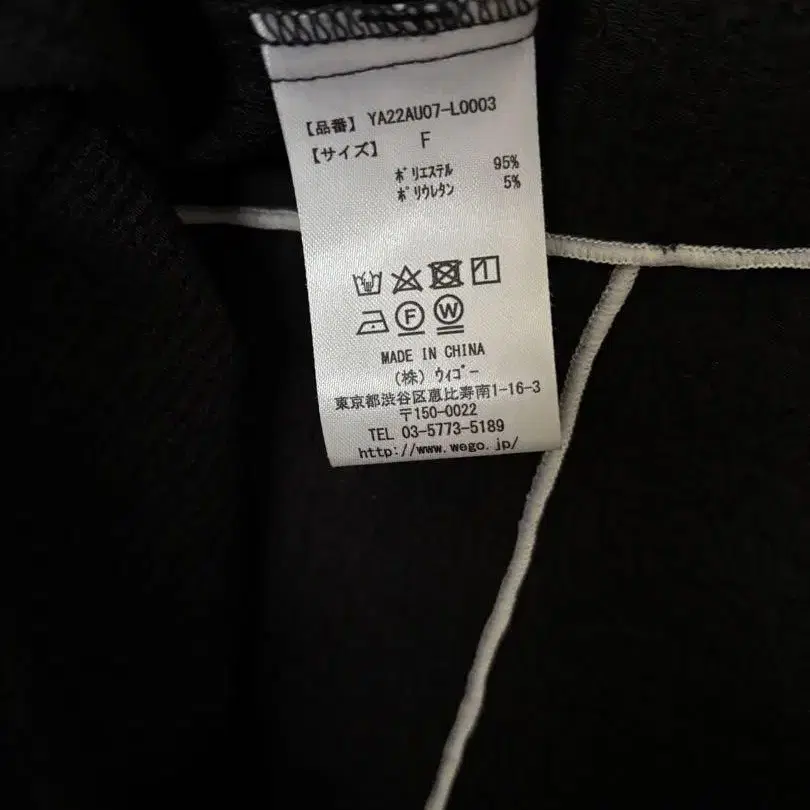 【品番】 YA22AU07-L0003
【サイズ】 F
ポリエステル 95%
ポリウレタン 5%
F W
MADE IN CHINA
(株) ウィゴー
東京都渋谷区恵比寿南1-16-3
〒150-0022
TEL 03-5773-5189
http://www.wego.jp/